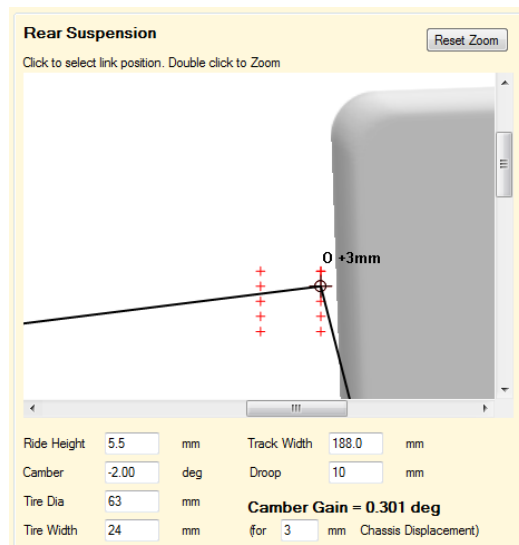 Rear Suspension
Reset Zoom
Click to select link position. Double click to Zoom
O +3mm
Ride Height 5.5 mm Track Width 188.0 mm
Camber -2.00 deg Droop 10 mm
Tire Dia 63 mm
Camber Gain = 0.301 deg
Tire Width 24 mm (for 3 mm Chassis Displacement)